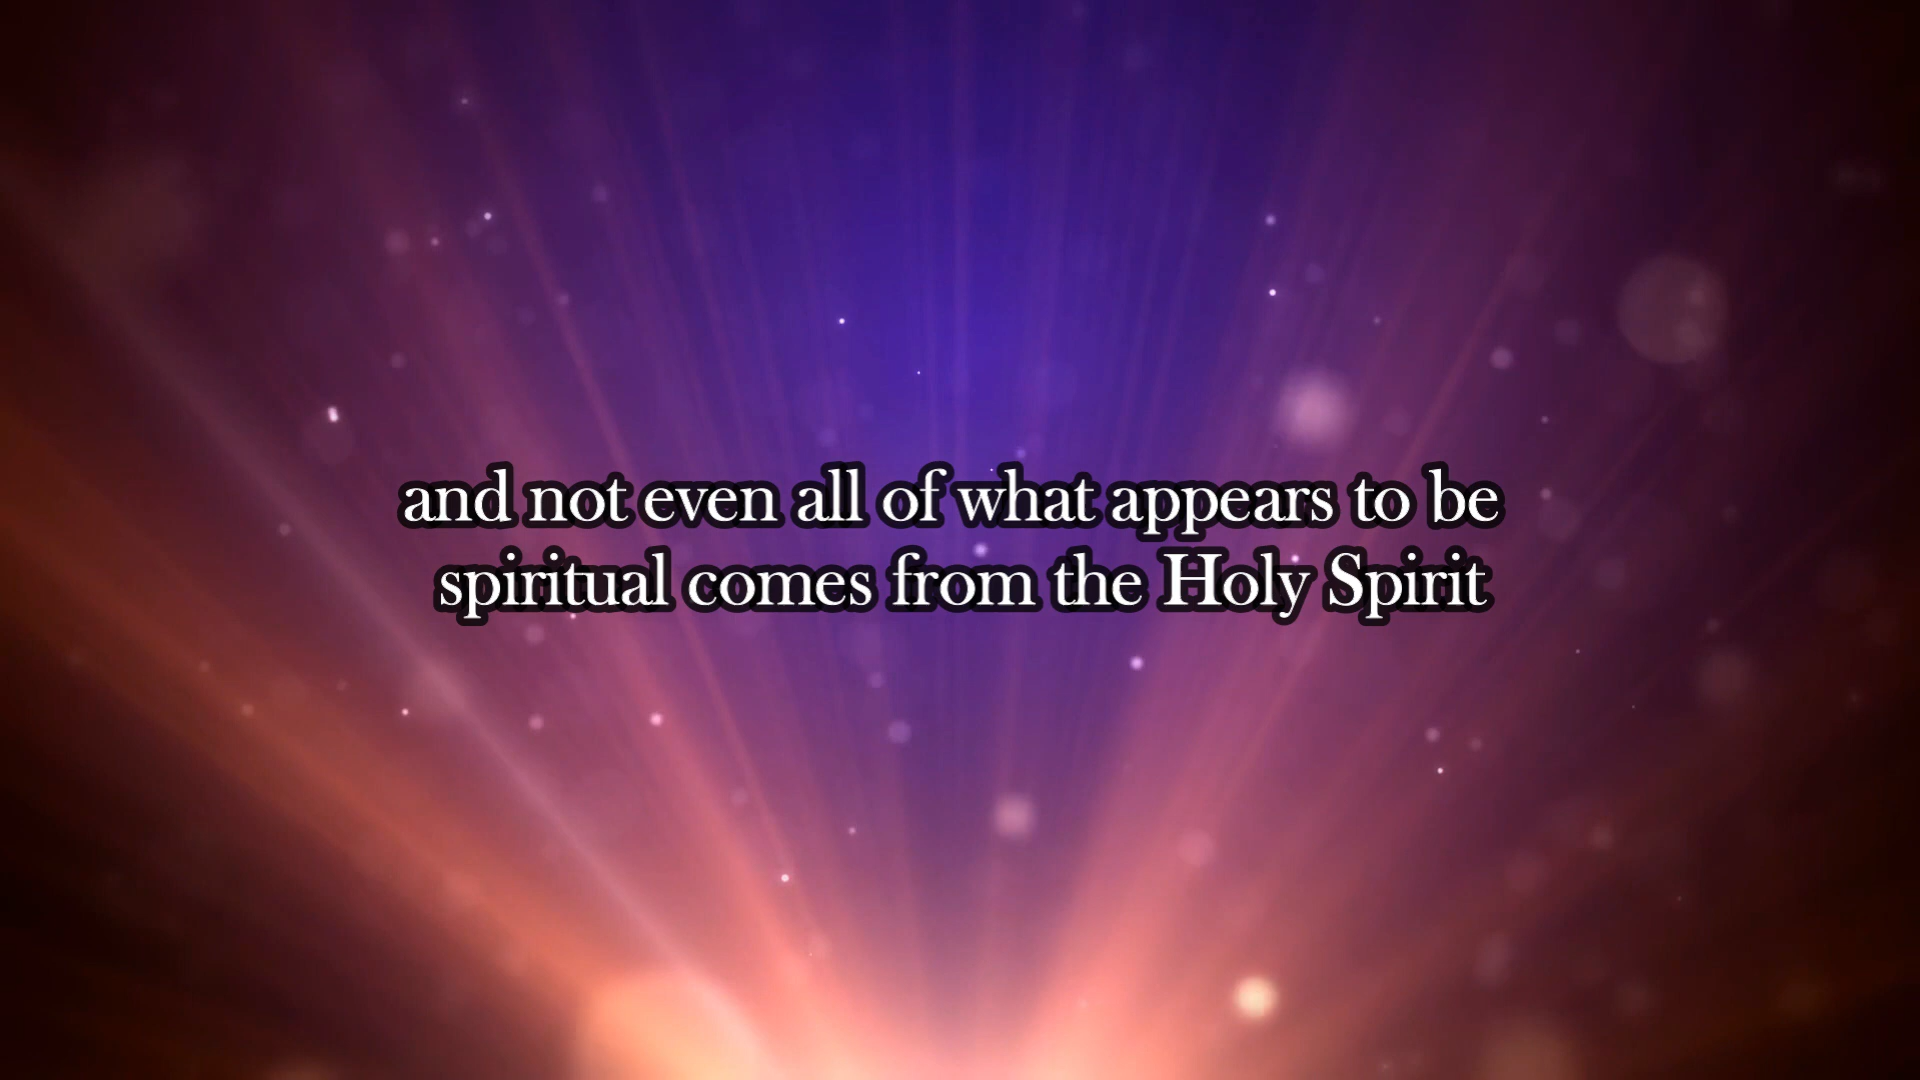 and not even all of what appears to be
spiritual comes from the Holy Spirit